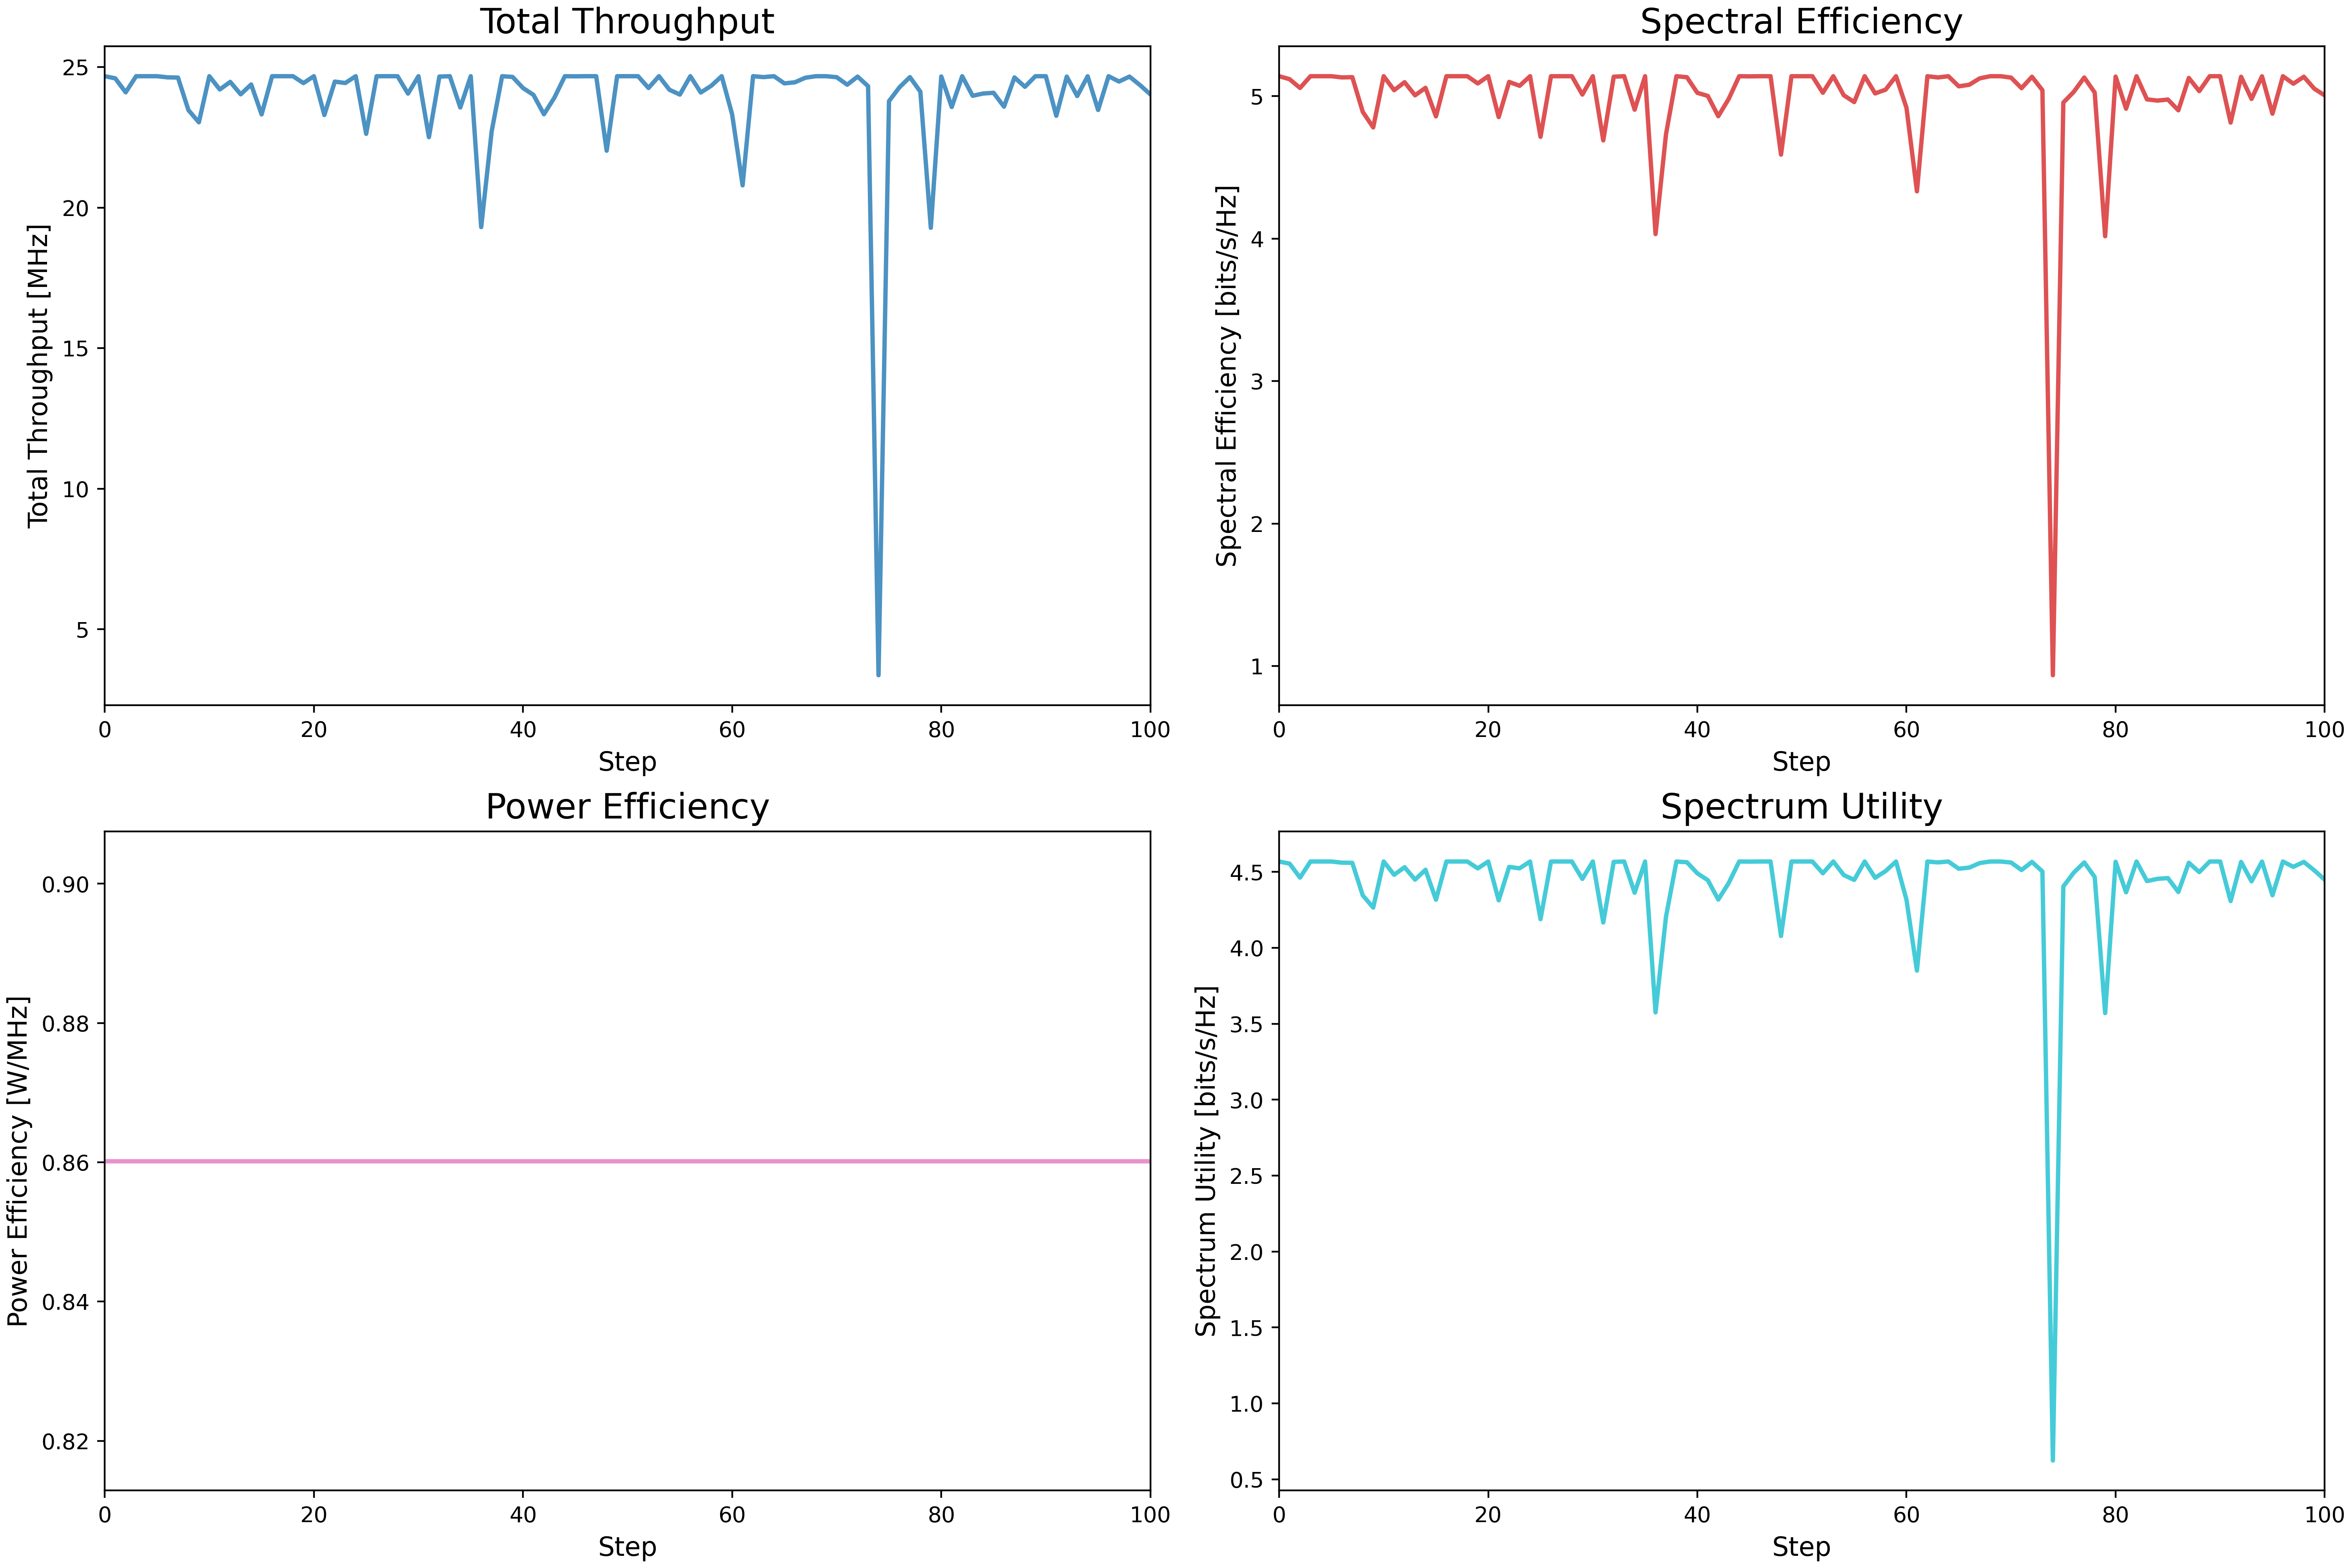 Total Throughput
Total Throughput [MHz]
25
20
15
10
5
0 20 40 60 80 100
Step
Spectral Efficiency
Spectral Efficiency [bits/s/Hz]
5
4
3
2
1
0 20 40 60 80 100
Step
Power Efficiency
Power Efficiency [W/MHz]
0.90
0.88
0.86
0.84
0.82
0 20 40 60 80 100
Step
Spectrum Utility
Spectrum Utility [bits/s/Hz]
4.5
4.0
3.5
3.0
2.5
2.0
1.5
1.0
0.5
0 20 40 60 80 100
Step